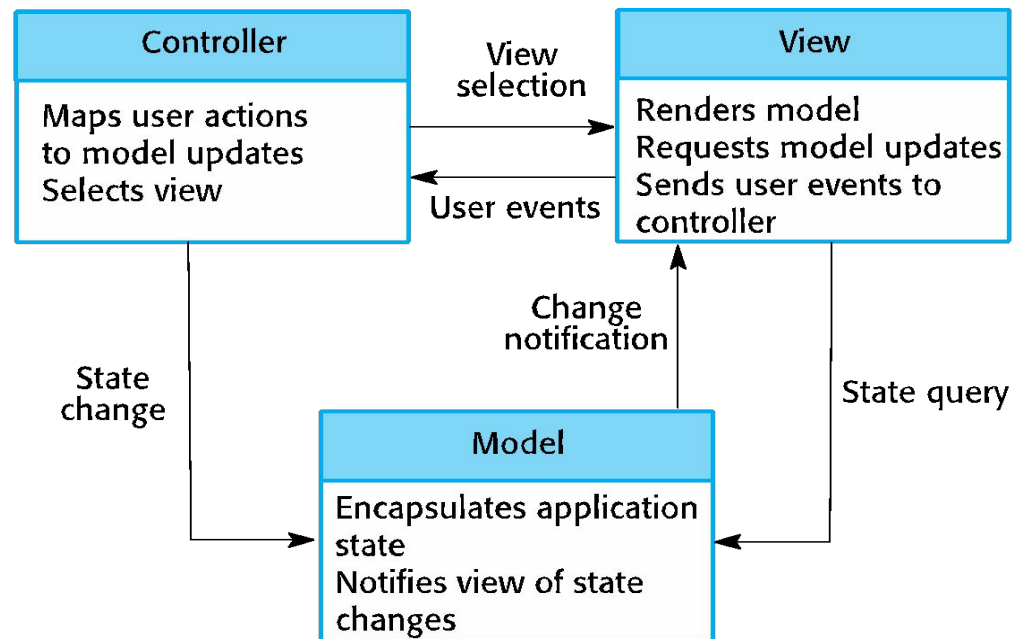 Controller
Maps user actions
to model updates
Selects view
View
selection
User events
View
Renders model
Requests model updates
Sends user events to
controller
State
change
Change
notification
State query
Model
Encapsulates application
state
Notifies view of state
changes